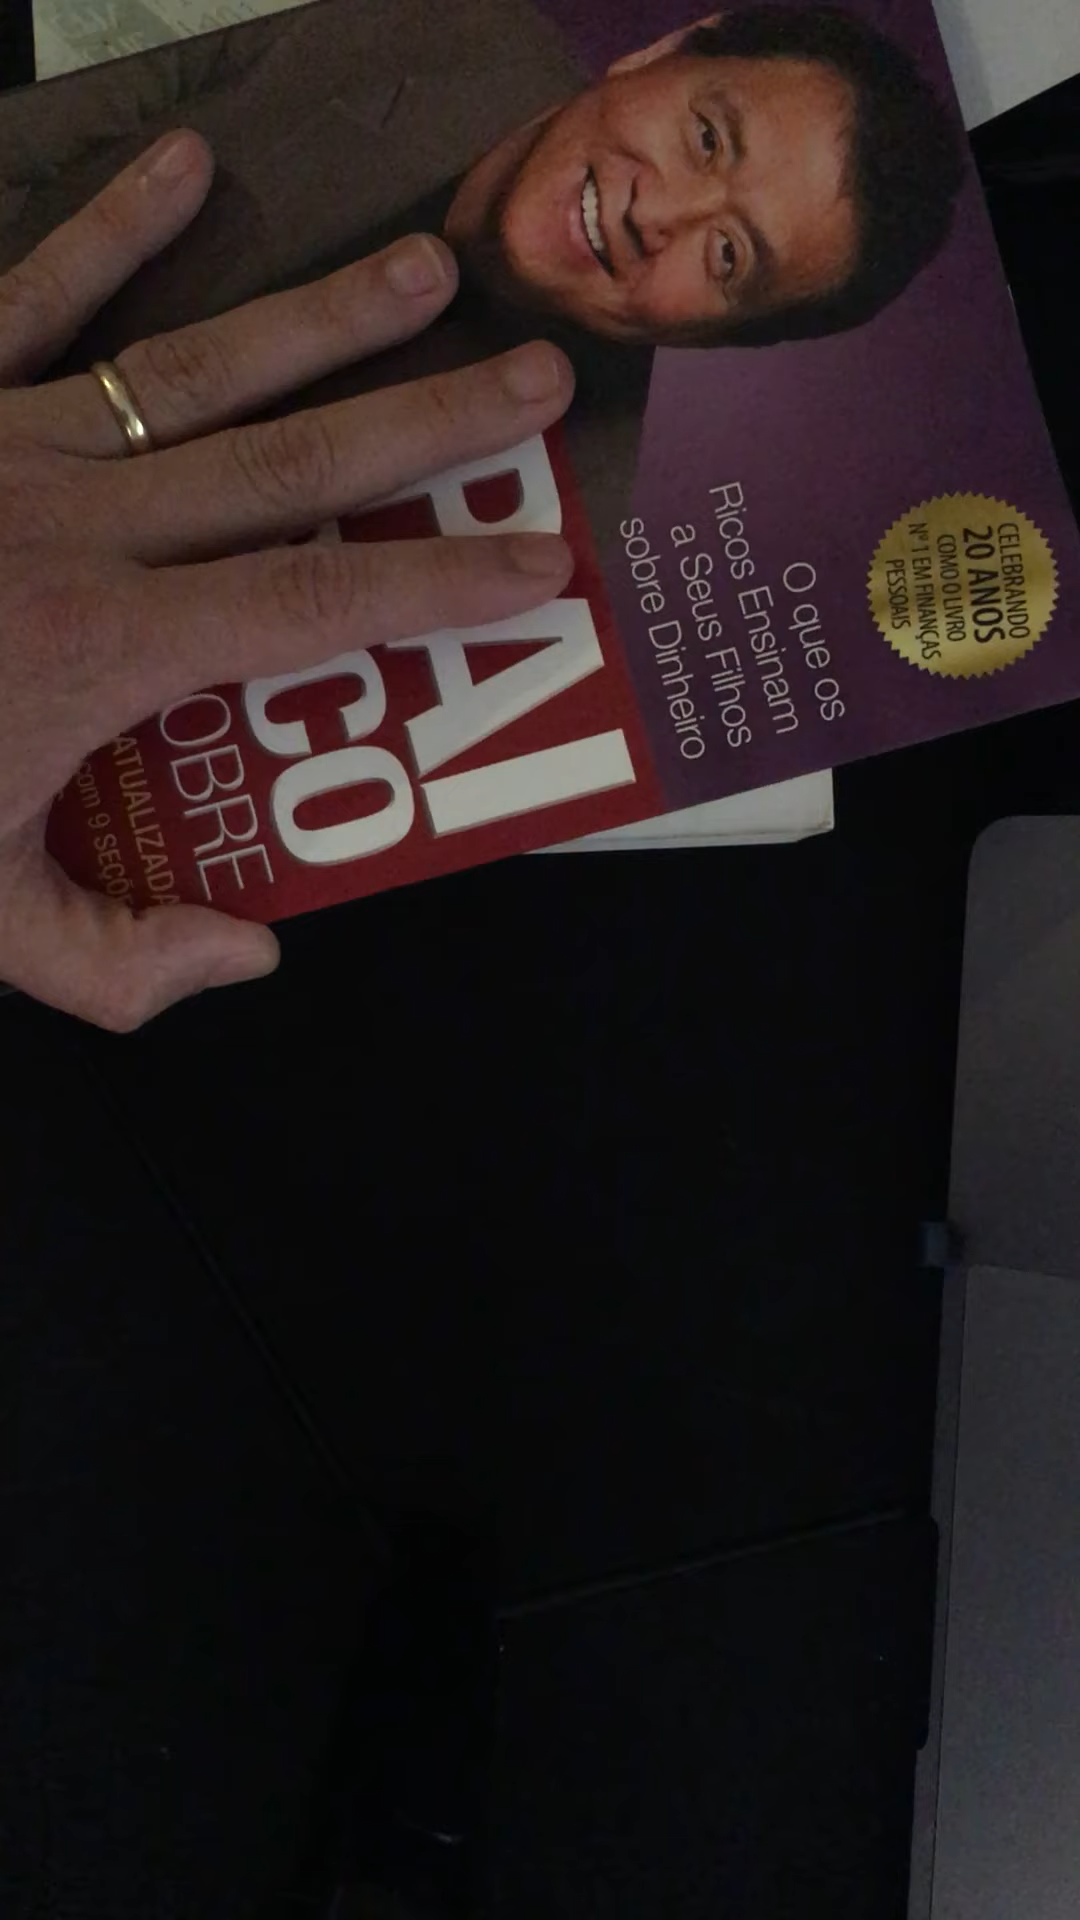 CELEBRANDO
20 ANOS
COMO O LIVRO
Nº 1 EM FINANÇAS
PESSOAIS
O que os
Ricos Ensinam
a Seus Filhos
sobre Dinheiro
PAI
CO
OBRE
ATUALIZADA
com 9 SEÇÕE